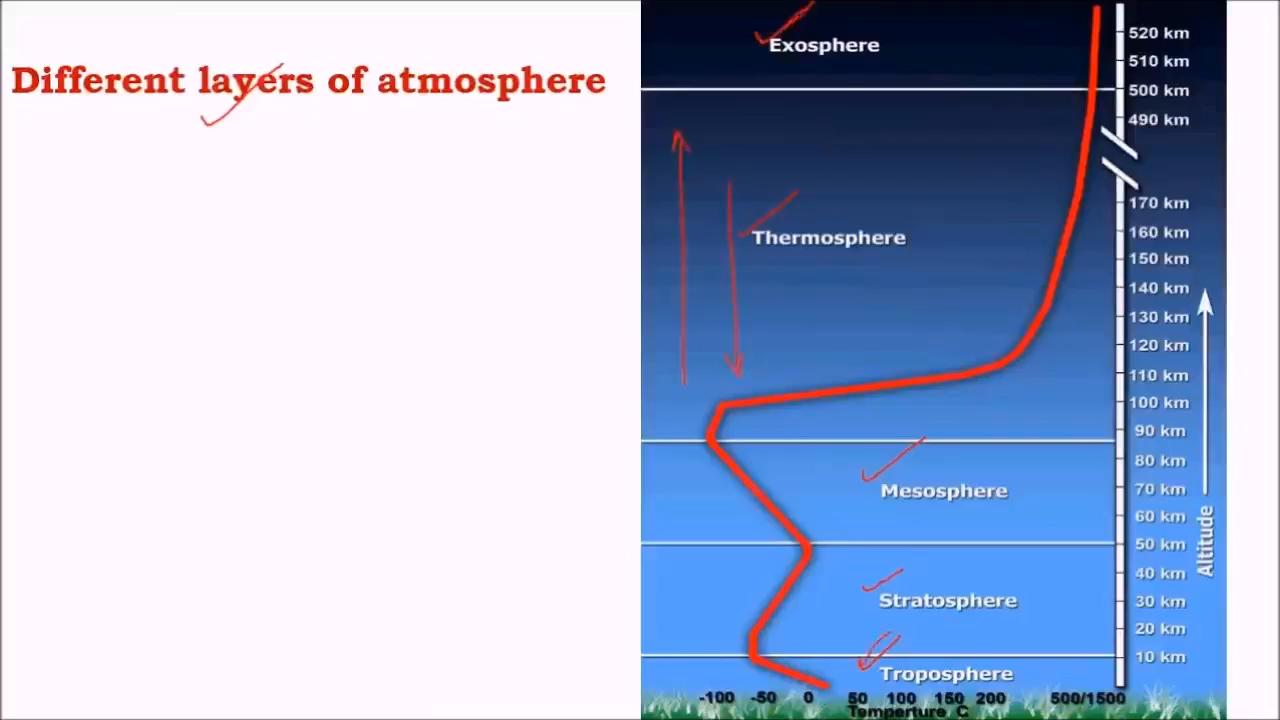 Different layers of atmosphere
Exosphere
520 km
510 km
500 km
490 km
170 km
Thermosphere
160 km
150 km
140 km
130 km
120 km
110 km
100 km
90 km
80 km
Mesosphere
70 km
60 km
50 km
40 km
Stratosphere
30 km
20 km
10 km
Troposphere
Altitude
-100 -50 0 50 100 150 200 500/1500
Temperture C